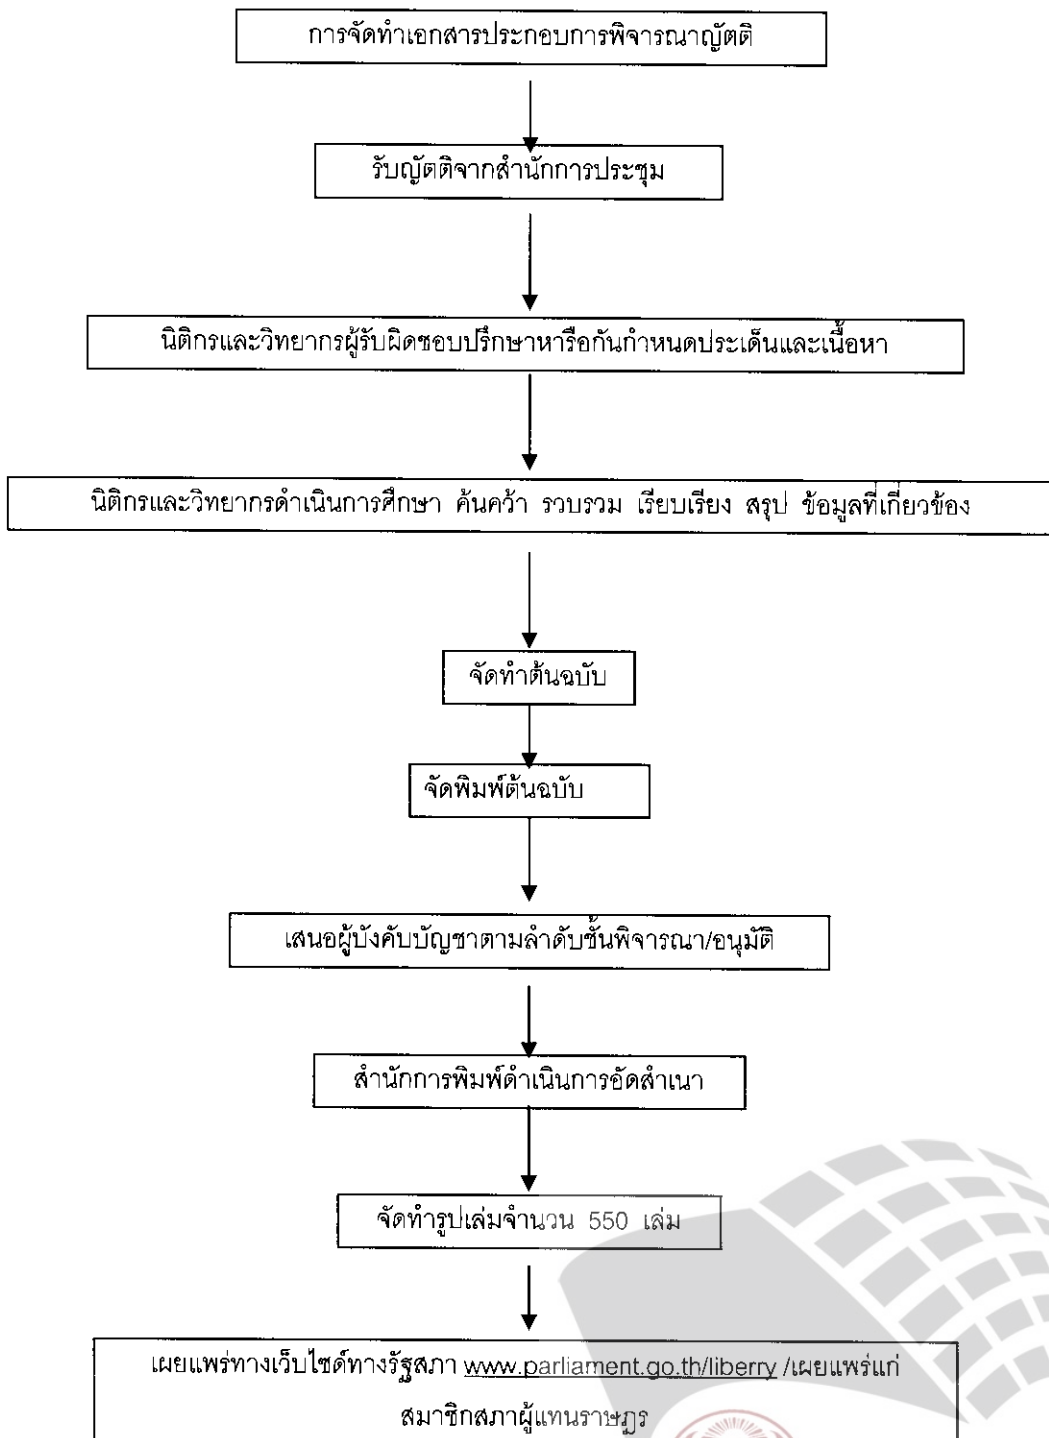 การจัดทำเอกสารประกอบการพิจารณาญัตติ
รับญัตติจากสำนักการประชุม
นิติกรและวิทยากรผู้รับผิดชอบปรึกษาหารือกันกำหนดประเด็นและเนื้อหา
นิติกรและวิทยากรดำเนินการศึกษา ค้นคว้า รวบรวม เรียบเรียง สรุป ข้อมูลที่เกี่ยวข้อง
จัดทำต้นฉบับ
จัดพิมพ์ต้นฉบับ
เสนอผู้บังคับบัญชาตามลำดับชั้นพิจารณา/อนุมัติ
สำนักการพิมพ์ดำเนินการอัดสำเนา
จัดทำรูปเล่มจำนวน 550 เล่ม
เผยแพร่ทางเว็บไซต์ทางรัฐสภา www.parliament.go.th/liberry /เผยแพร่แก่
สมาชิกสภาผู้แทนราษฎร